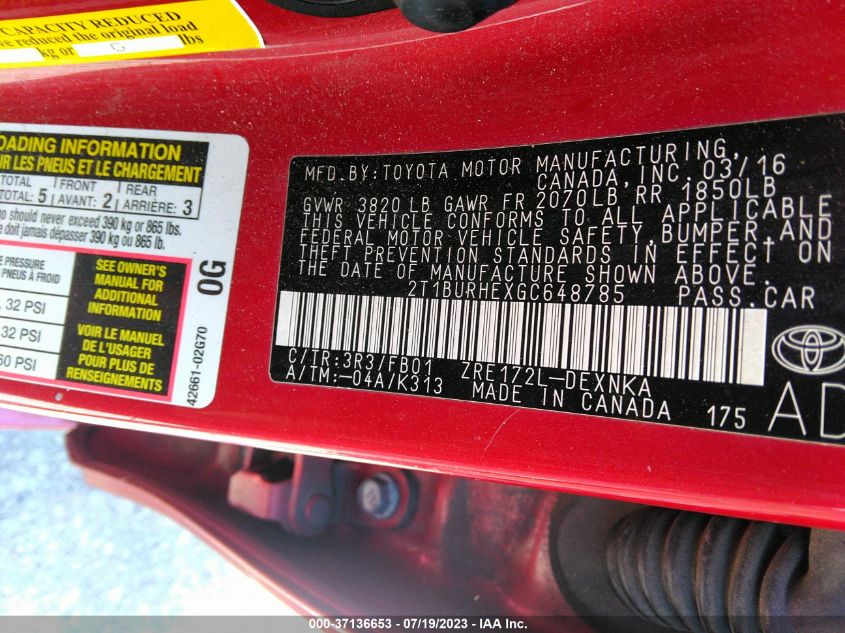 CAPACITY REDUCED
reduced the original load
kg or lbs
LOADING INFORMATION
UR LES PNEUS ET LE CHARGEMENT
TOTAL FRONT REAR
TOTAL: 5 AVANT: 2 ARRIÈRE: 3
should never exceed 390 kg or 865 lbs.
doit jamais dépasser 390 kg ou 865 lb.
PRESSURE
PNEUS À FROID
32 PSI
32 PSI
60 PSI
SEE OWNER'S
MANUAL FOR
ADDITIONAL
INFORMATION
VOIR LE MANUEL
DE L'USAGER
POUR PLUS DE
RENSEIGNEMENTS
0G
42661-02G70
MFD.BY:TOYOTA MOTOR MANUFACTURING,
CANADA, INC. 03/16
GVWR 3820 LB GAWR FR 2070LB, RR 1850LB
THIS VEHICLE CONFORMS TO ALL APPLICABLE
FEDERAL MOTOR VEHICLE SAFETY, BUMPER, AND
THEFT PREVENTION STANDARDS IN EFFECT ON
THE DATE OF MANUFACTURE SHOWN ABOVE.
2T1BURHEXGC648785 PASS.CAR
C/TR:3R3/FB01 ZRE172L-DEXNKA
A/TM:-04A/K313 MADE IN CANADA 175
AD
000-37136653 / 07/19/2023 - IAA Inc.